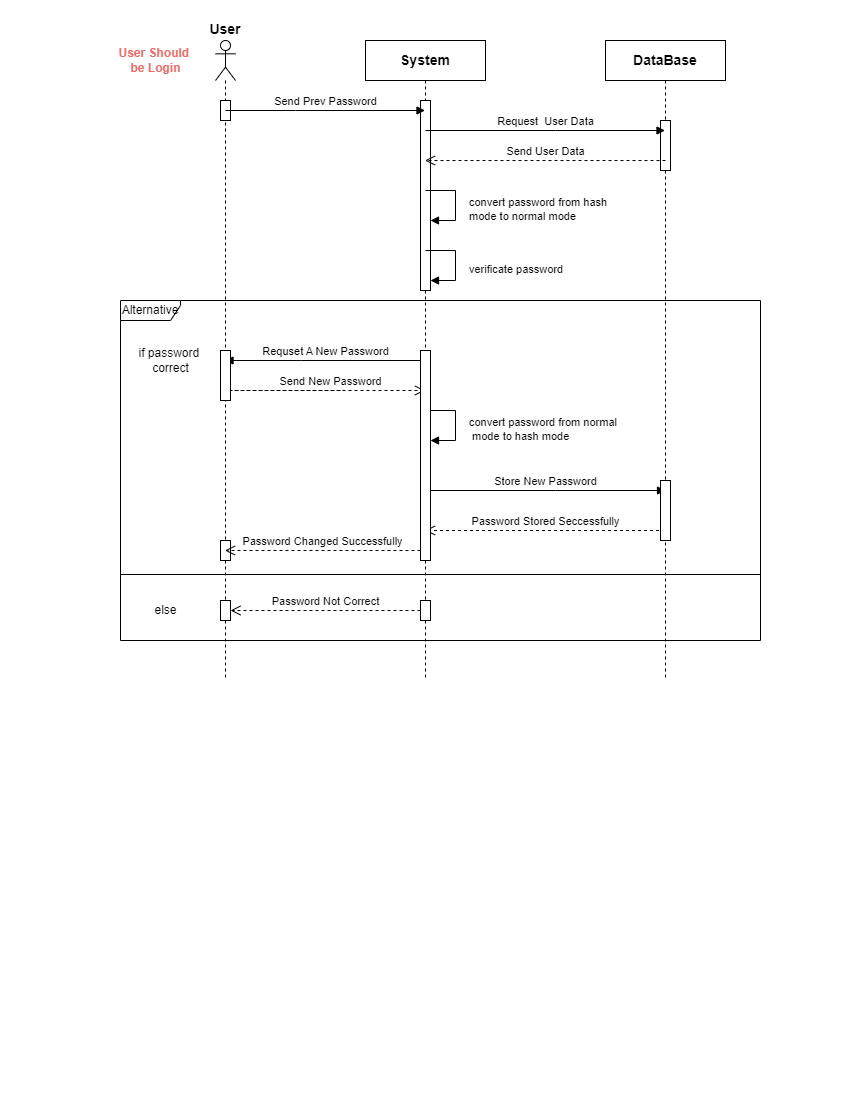 User
User Should
be Login
System
DataBase
Send Prev Password
Request  User Data
Send User Data
convert password from hash
mode to normal mode
verificate password
Alternative
if password
correct
Requset A New Password
Send New Password
convert password from normal
mode to hash mode
Store New Password
Password Stored Seccessfully
Password Changed Successfully
else
Password Not Correct